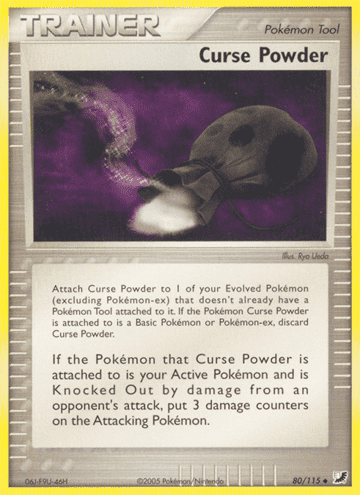 TRAINER
Pokémon Tool
Curse Powder
Illus. Ryo Ueda
Attach Curse Powder to 1 of your Evolved Pokémon
(excluding Pokémon-ex) that doesn't already have a
Pokémon Tool attached to it. If the Pokémon Curse Powder
is attached to is a Basic Pokémon or Pokémon-ex, discard
Curse Powder.
If the Pokémon that Curse Powder is
attached to is your Active Pokémon and is
Knocked Out by damage from an
opponent's attack, put 3 damage counters
on the Attacking Pokémon.
06J-F9U-46H
©2005 Pokémon/Nintendo
80/115